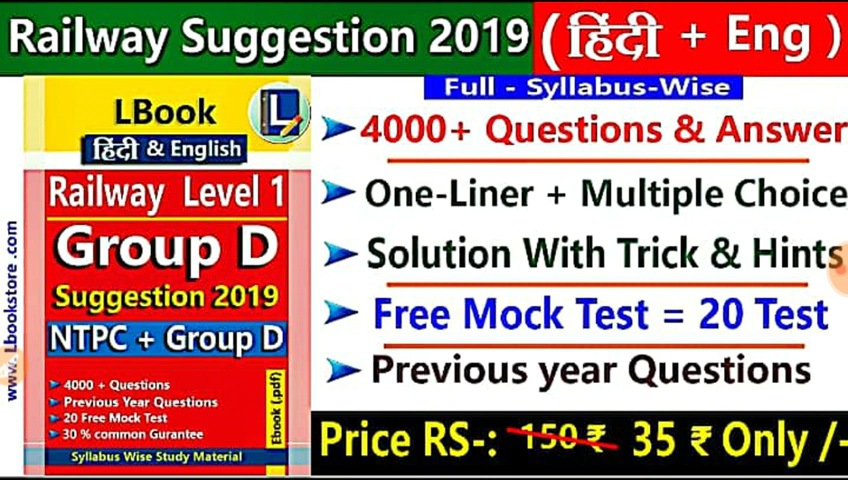 Railway Suggestion 2019 ( हिंदी + Eng )
Full - Syllabus-Wise
LBook
L
हिंदी & English
Railway Level 1
Group D
Suggestion 2019
NTPC + Group D
4000 + Questions
Previous Year Questions
20 Free Mock Test
30 % common Gurantee
Ebook (.pdf)
Syllabus Wise Study Material
www.Lbookstore.com
4000+ Questions & Answer
One-Liner + Multiple Choice
Solution With Trick & Hints
Free Mock Test = 20 Test
Previous year Questions
Price RS-: 150 ₹ 35 ₹ Only /-